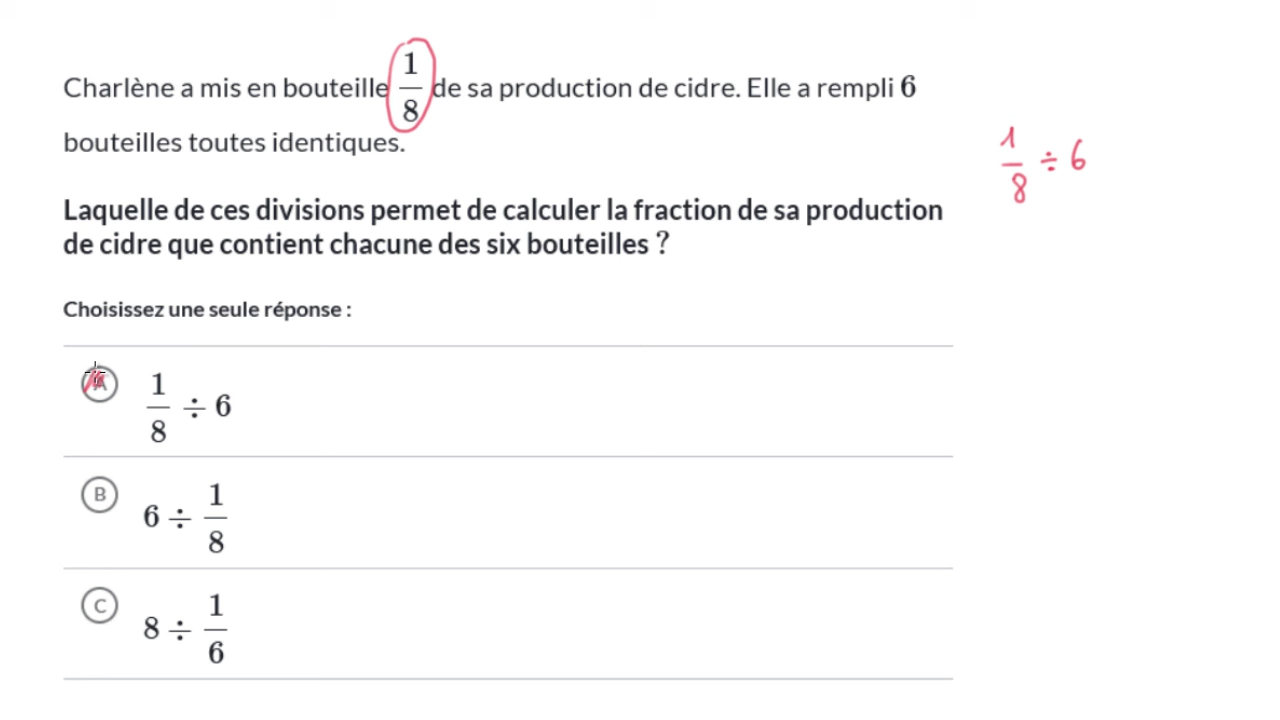 Charlène a mis en bouteille 1/8 de sa production de cidre. Elle a rempli 6
bouteilles toutes identiques.
1/8 ÷ 6
Laquelle de ces divisions permet de calculer la fraction de sa production
de cidre que contient chacune des six bouteilles ?
Choisissez une seule réponse :
A 1/8 ÷ 6
B 6 ÷ 1/8
C 8 ÷ 1/6